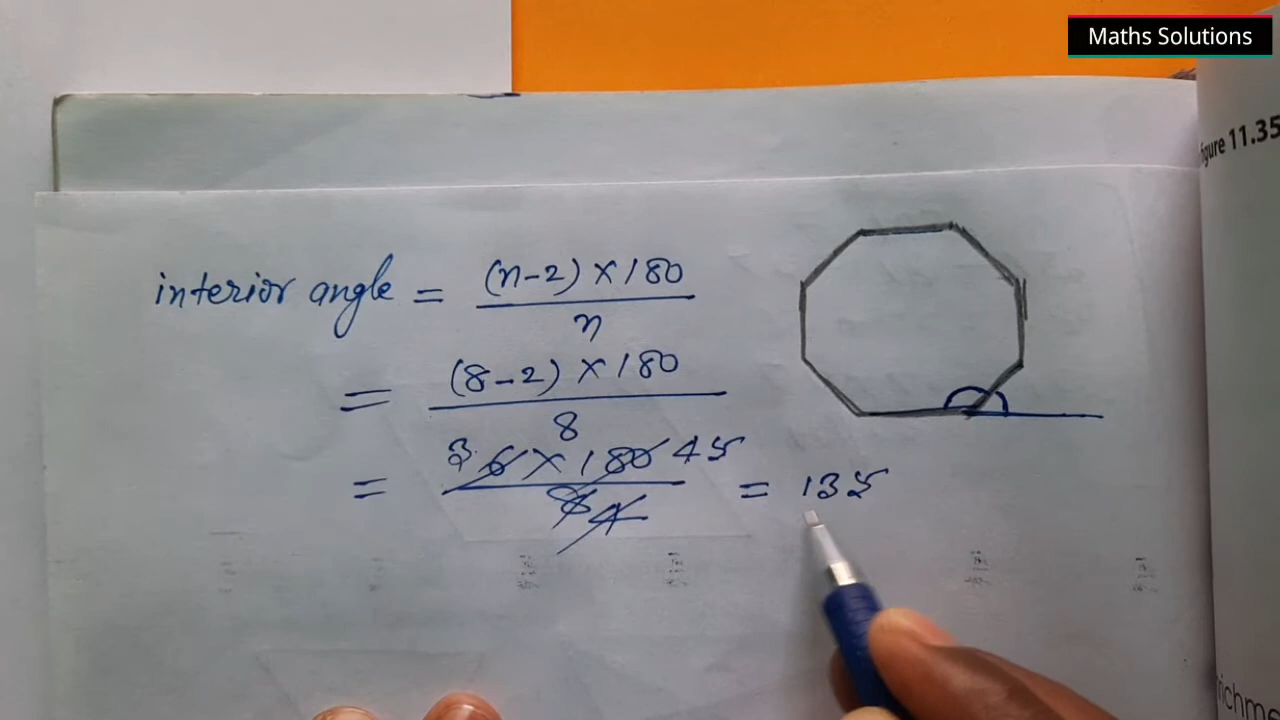 Maths Solutions
gure 11.35
interior angle = (n-2) × 180
n
= (8-2) × 180
8
= 3 6 × 180 45 = 135
8 4